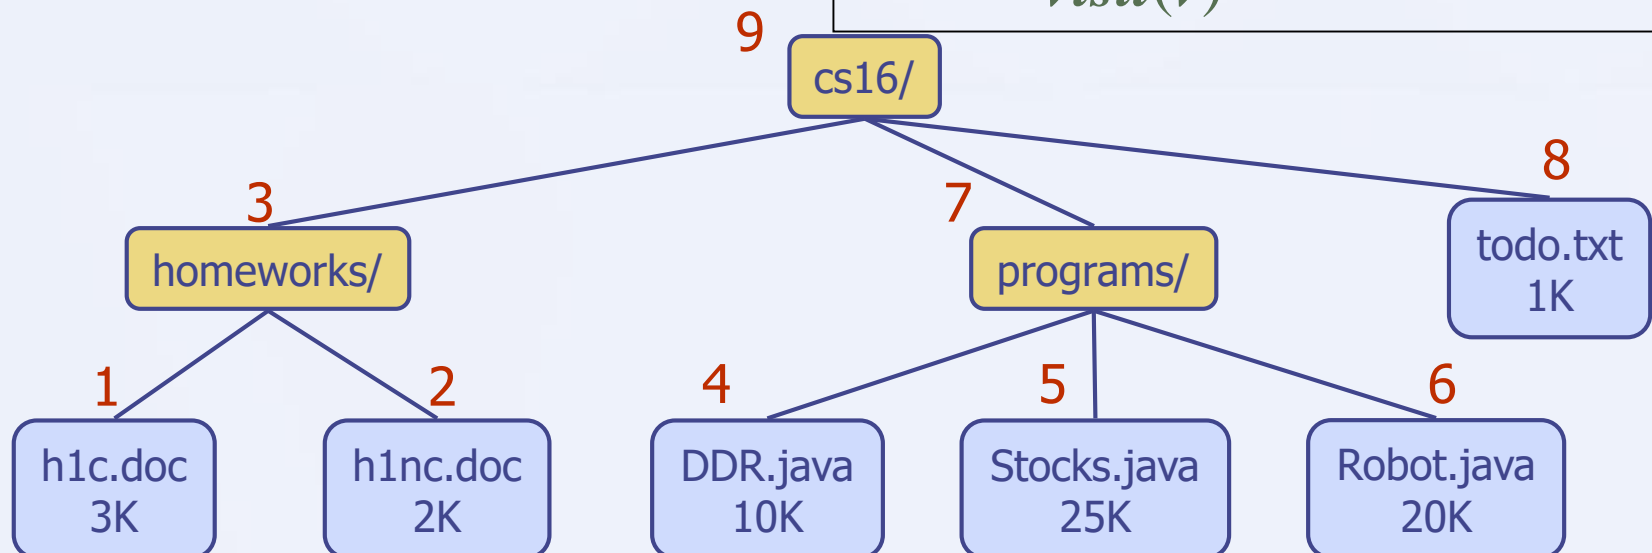 9
cs16/
8
3
7
homeworks/
programs/
todo.txt
1K
1
2
4
5
6
h1c.doc
3K
h1nc.doc
2K
DDR.java
10K
Stocks.java
25K
Robot.java
20K